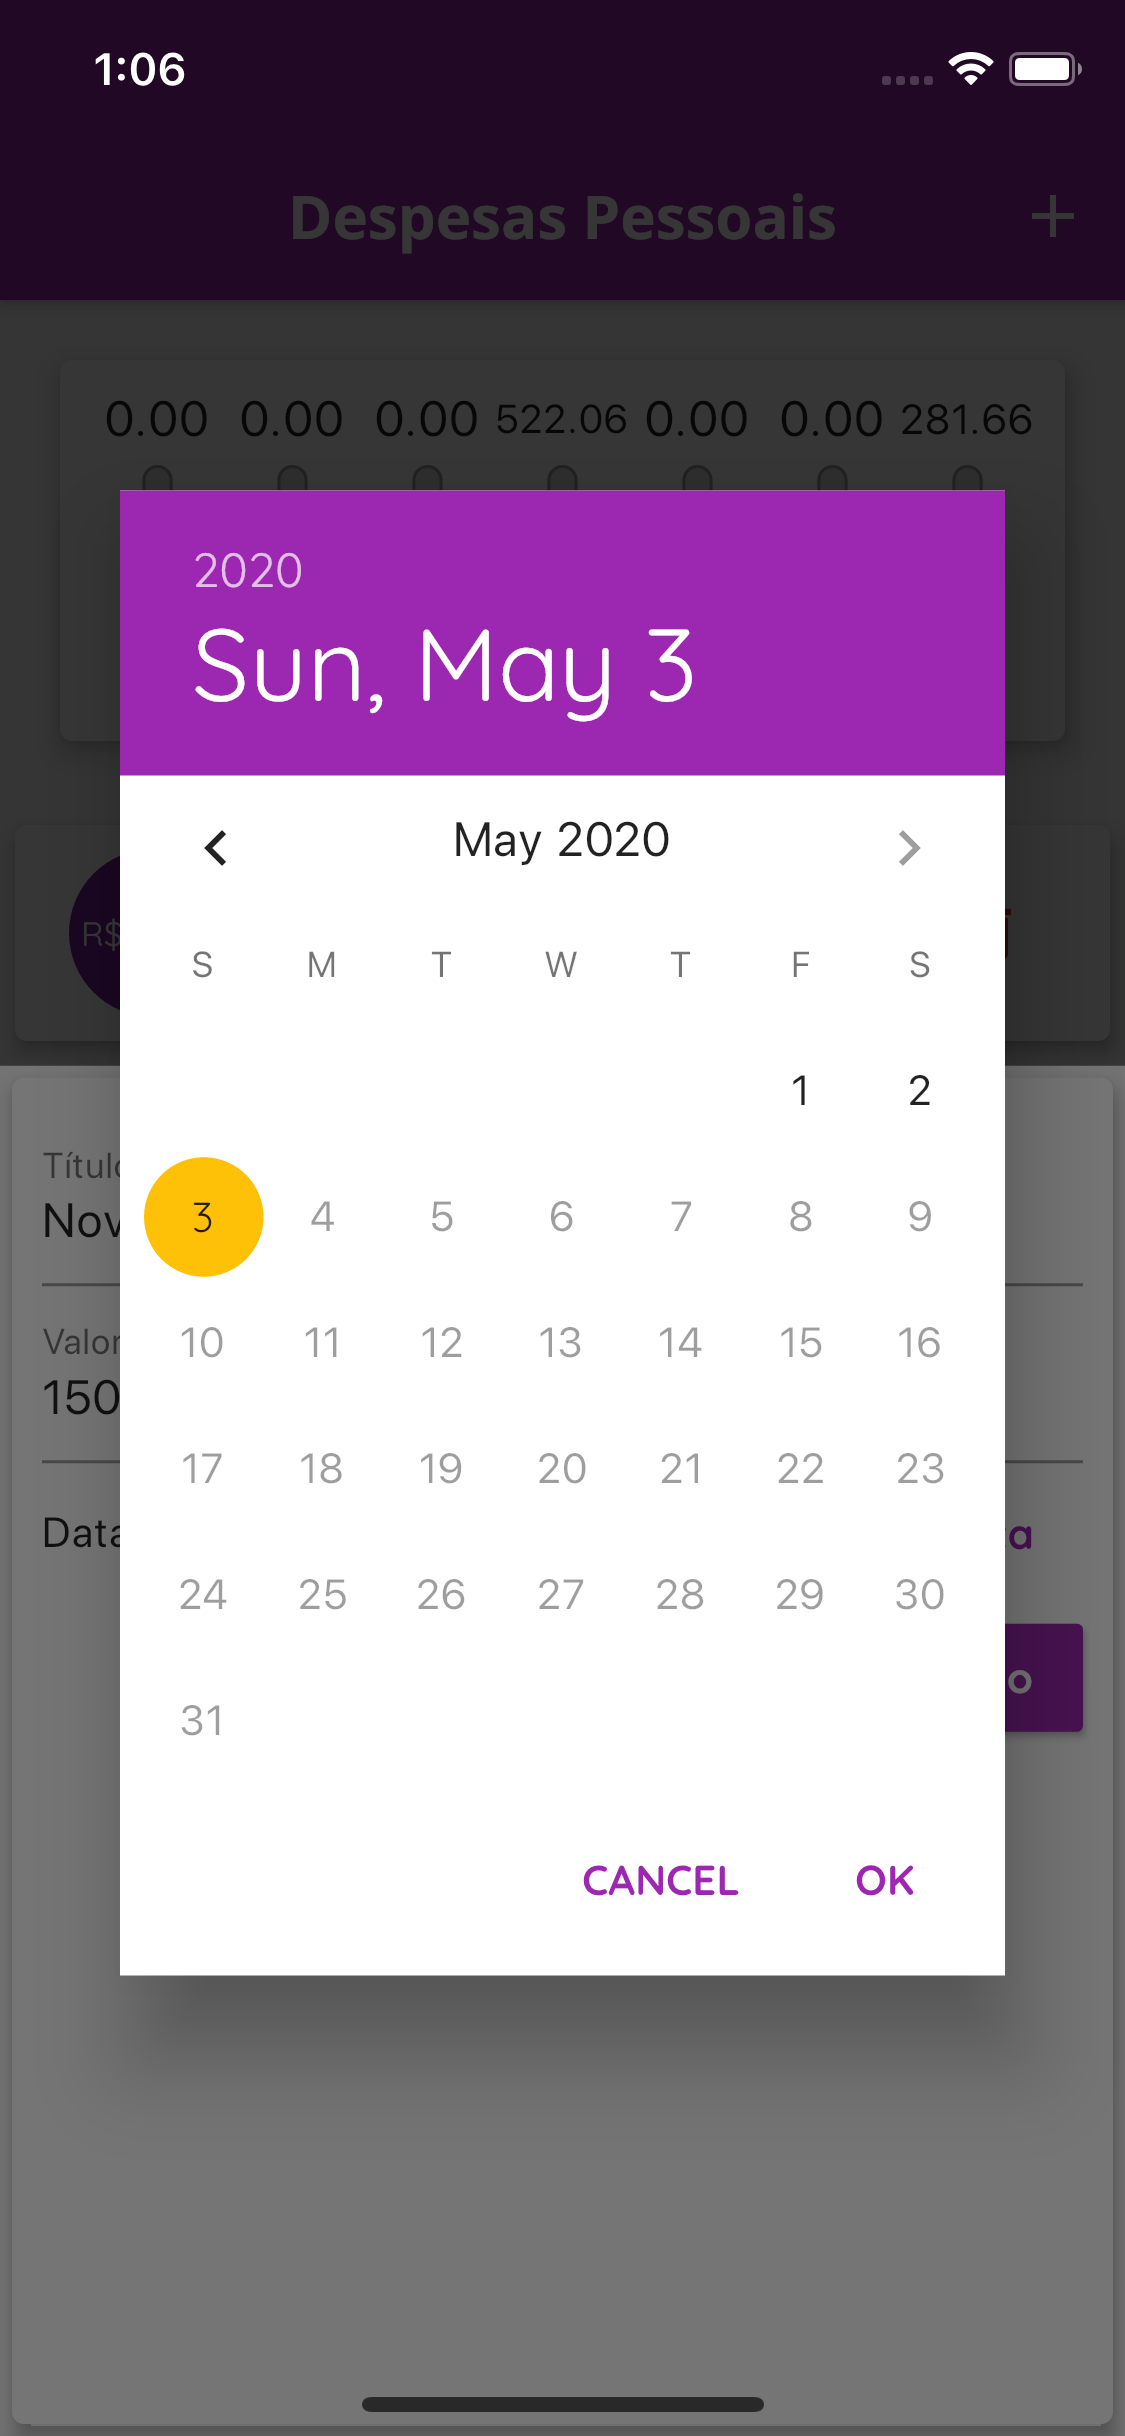 1:06
Despesas Pessoais +
0.00 0.00 0.00 522.06 0.00 0.00 281.66
2020
Sun, May 3
May 2020
R$
S M T W T F S
1 2
3 4 5 6 7 8 9
10 11 12 13 14 15 16
17 18 19 20 21 22 23
24 25 26 27 28 29 30
31
CANCEL OK
150